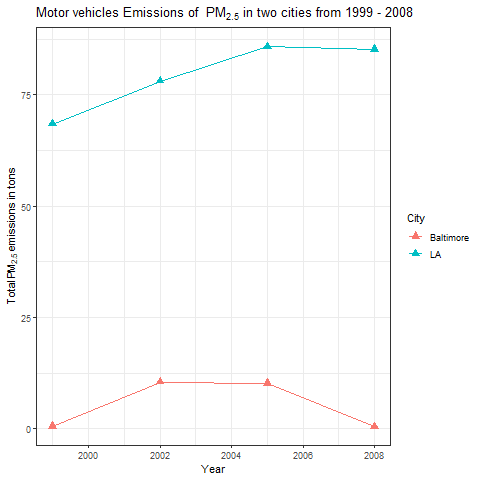 Motor vehicles Emissions of  PM2.5 in two cities from 1999 - 2008
Total PM2.5 emissions in tons
75
50
25
0
2000 2002 2004 2006 2008
Year
City
Baltimore
LA